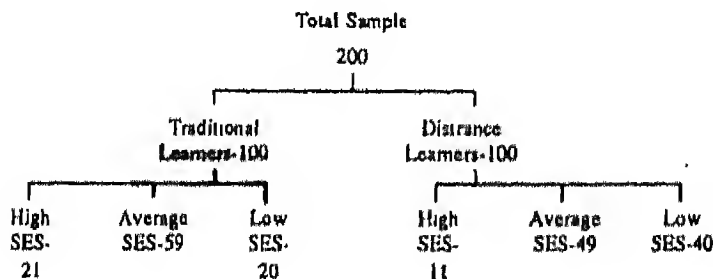 Total Sample
200
Traditional Distrance
Learners-100 Learners-100
High Average Low High Average Low
SES- SES-59 SES- SES- SES-49 SES-40
21 20 11